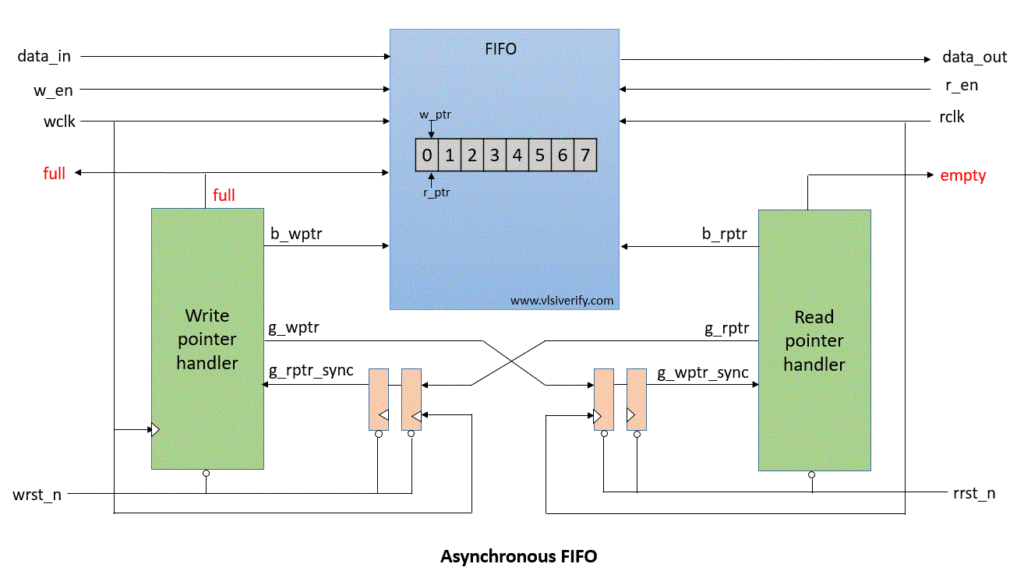 FIFO
data_in
data_out
w_en
r_en
wclk
rclk
w_ptr
0 1 2 3 4 5 6 7
r_ptr
full
full
empty
b_wptr
b_rptr
www.vlsiverify.com
Write
pointer
handler
Read
pointer
handler
g_wptr
g_rptr
g_rptr_sync
g_wptr_sync
wrst_n
rrst_n
Asynchronous FIFO